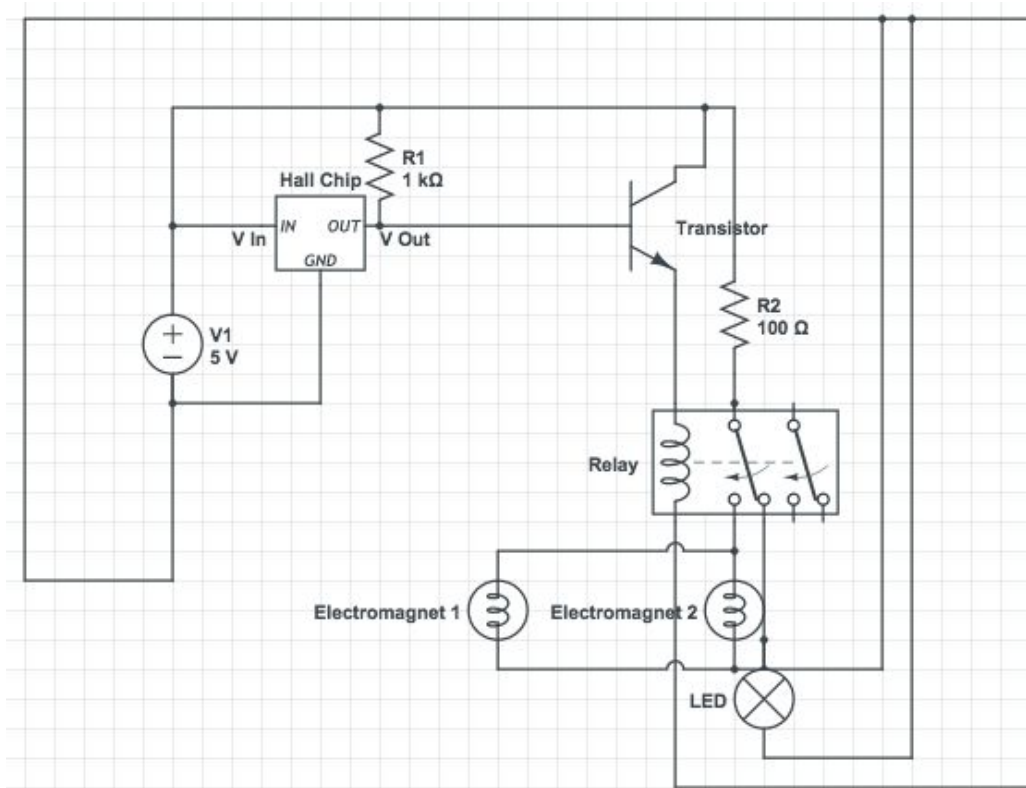 R1
1 kΩ
Hall Chip
IN
OUT
V In
V Out
GND
Transistor
V1
5 V
R2
100 Ω
Relay
Electromagnet 1
Electromagnet 2
LED